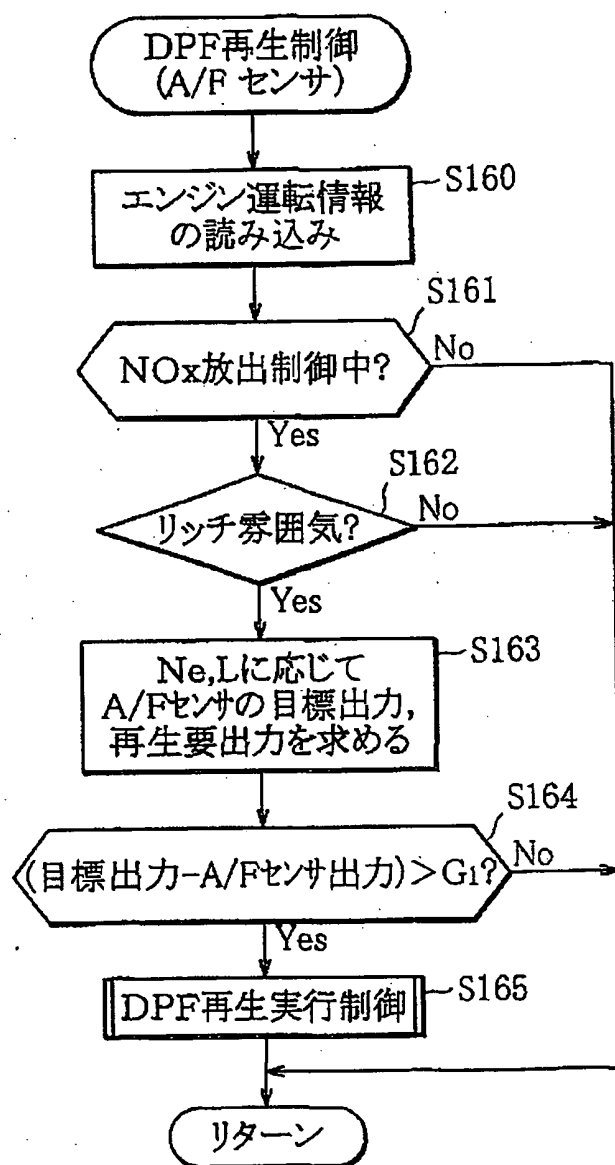 DPF再生制御
(A/F センサ)
エンジン運転情報
の読み込み
S160
S161
NOx放出制御中?
No
Yes
S162
リッチ雰囲気?
No
Yes
Ne,Lに応じて
A/Fセンサの目標出力,
再生要出力を求める
S163
S164
(目標出力-A/Fセンサ出力)>G1?
No
Yes
DPF再生実行制御
S165
リターン